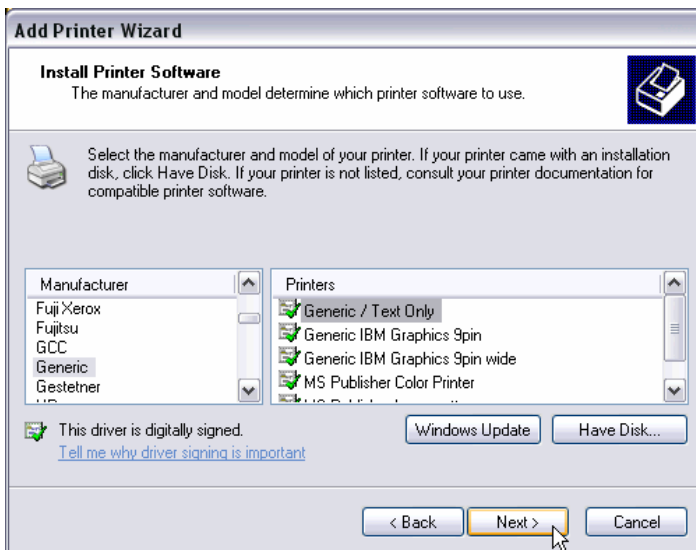 Add Printer Wizard
Install Printer Software
The manufacturer and model determine which printer software to use.
Select the manufacturer and model of your printer. If your printer came with an installation
disk, click Have Disk. If your printer is not listed, consult your printer documentation for
compatible printer software.
Manufacturer
Fuji Xerox
Fujitsu
GCC
Generic
Gestetner
Printers
Generic / Text Only
Generic IBM Graphics 9pin
Generic IBM Graphics 9pin wide
MS Publisher Color Printer
This driver is digitally signed.
Tell me why driver signing is important
Windows Update
Have Disk...
< Back
Next >
Cancel